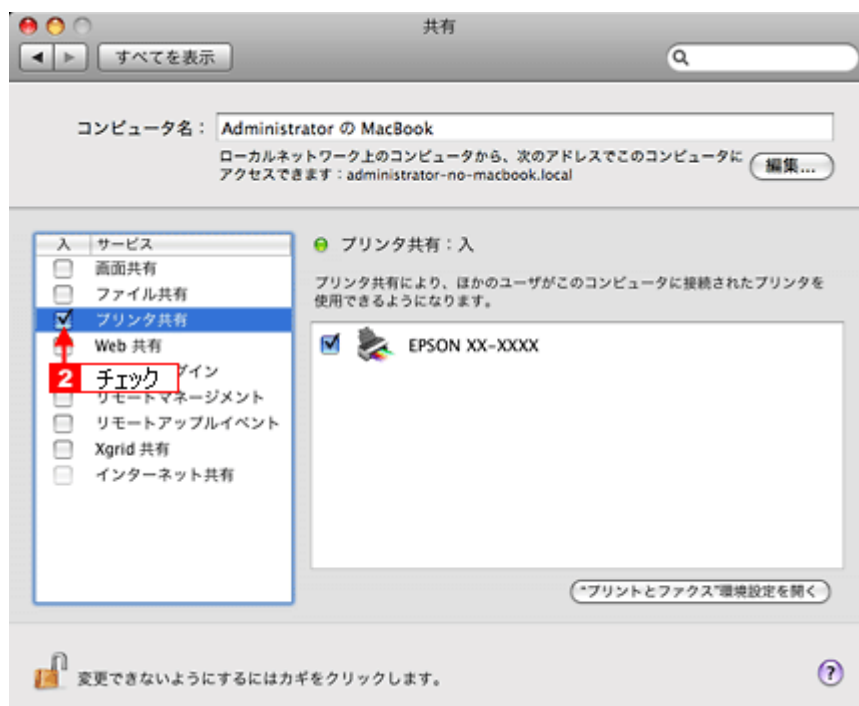 共有
すべてを表示
コンピュータ名：
Administrator の MacBook
ローカルネットワーク上のコンピュータから、次のアドレスでこのコンピュータに
アクセスできます：administrator-no-macbook.local
編集...
入 サービス
画面共有
ファイル共有
プリンタ共有
Web 共有
2 チェック
グイン
リモートマネージメント
リモートアップルイベント
Xgrid 共有
インターネット共有
プリンタ共有：入
プリンタ共有により、ほかのユーザがこのコンピュータに接続されたプリンタを
使用できるようになります。
EPSON XX-XXXX
"プリントとファクス"環境設定を開く
変更できないようにするにはカギをクリックします。
?